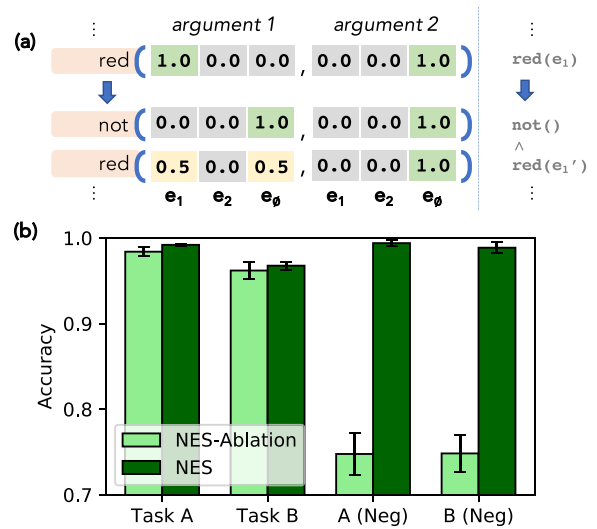 (a)
argument 1 argument 2
⋮ ⋮
red ( 1.0 0.0 0.0 , 0.0 0.0 1.0 ) red(e₁)
not ( 0.0 0.0 1.0 , 0.0 0.0 1.0 ) not()
∧
red ( 0.5 0.0 0.5 , 0.0 0.0 1.0 ) red(e₁')
⋮ e₁ e₂ eø e₁ e₂ eø ⋮
(b)
1.0
0.9
0.8
0.7
Accuracy
NES-Ablation
NES
Task A Task B A (Neg) B (Neg)